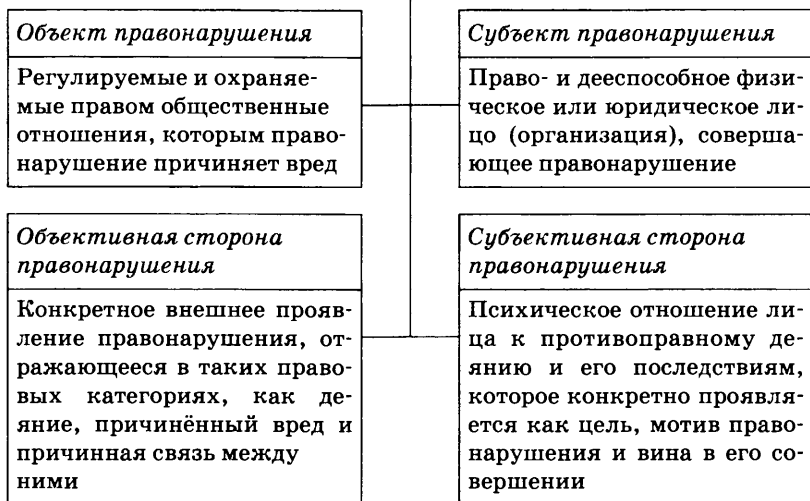 Объект правонарушения
Регулируемые и охраняе-
мые правом общественные
отношения, которым право-
нарушение причиняет вред
Субъект правонарушения
Право- и дееспособное физи-
ческое или юридическое ли-
цо (организация), соверша-
ющее правонарушение
Объективная сторона
правонарушения
Конкретное внешнее прояв-
ление правонарушения, от-
ражающееся в таких право-
вых категориях, как де-
яние, причинённый вред и
причинная связь между
ними
Субъективная сторона
правонарушения
Психическое отношение ли-
ца к противоправному де-
янию и его последствиям,
которое конкретно проявля-
ется как цель, мотив право-
нарушения и вина в его со-
вершении